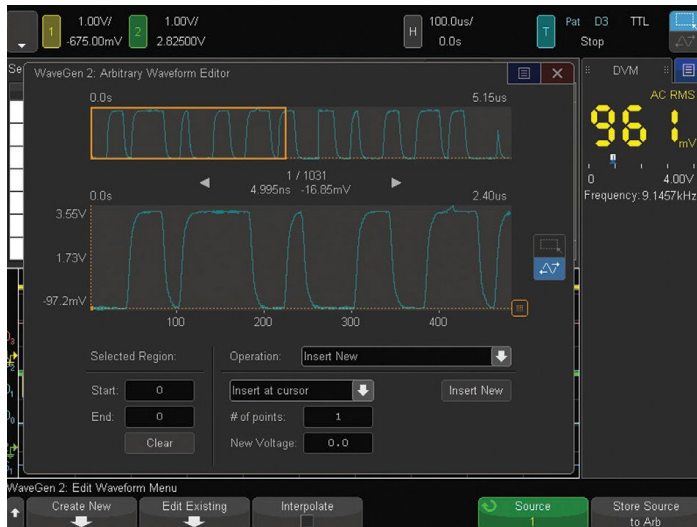 1 1.00V/ -675.00mV 2 1.00V/ 2.82500V H 100.0us/ 0.0s T Pat D3 TTL Stop
Se
WaveGen 2: Arbitrary Waveform Editor
DVM
AC RMS
961 mV
0 4.00V
Frequency: 9.1457kHz
0.0s 5.15us
1 / 1031
4.995ns -16.85mV
0.0s 2.40us
3.55V
1.73V
-97.2mV
100 200 300 400
Selected Region:
Start: 0
End: 0
Clear
Operation: Insert New
Insert at cursor
Insert New
# of points: 1
New Voltage: 0.0
WaveGen 2: Edit Waveform Menu
Create New
Edit Existing
Interpolate
Source
1
Store Source
to Arb